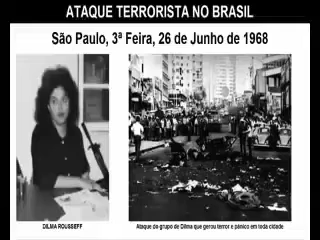 ATAQUE TERRORISTA NO BRASIL
São Paulo, 3ª Feira, 26 de Junho de 1968
DILMA ROUSSEFF
Ataque do grupo de Dilma que gerou terror e pânico em toda cidade